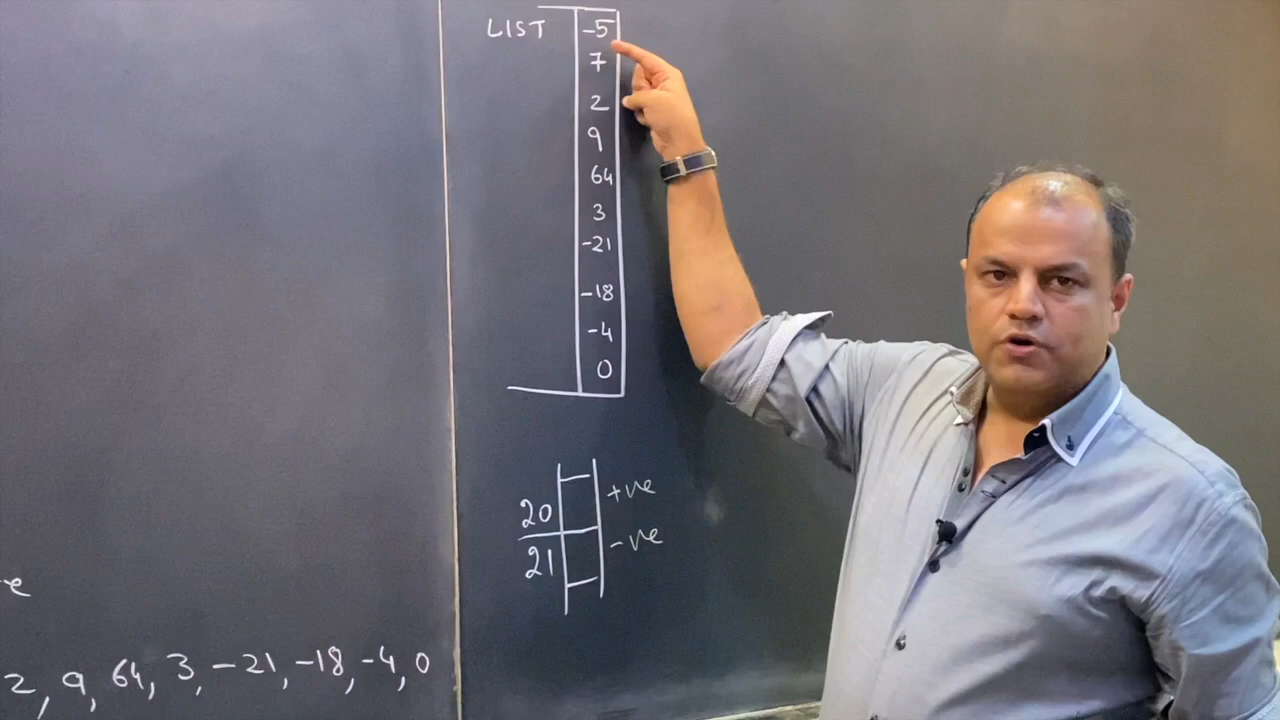 LIST -5
7
2
9
64
3
-21
-18
-4
0
20 +ve
21 -ve
2, 9, 64, 3, -21, -18, -4, 0